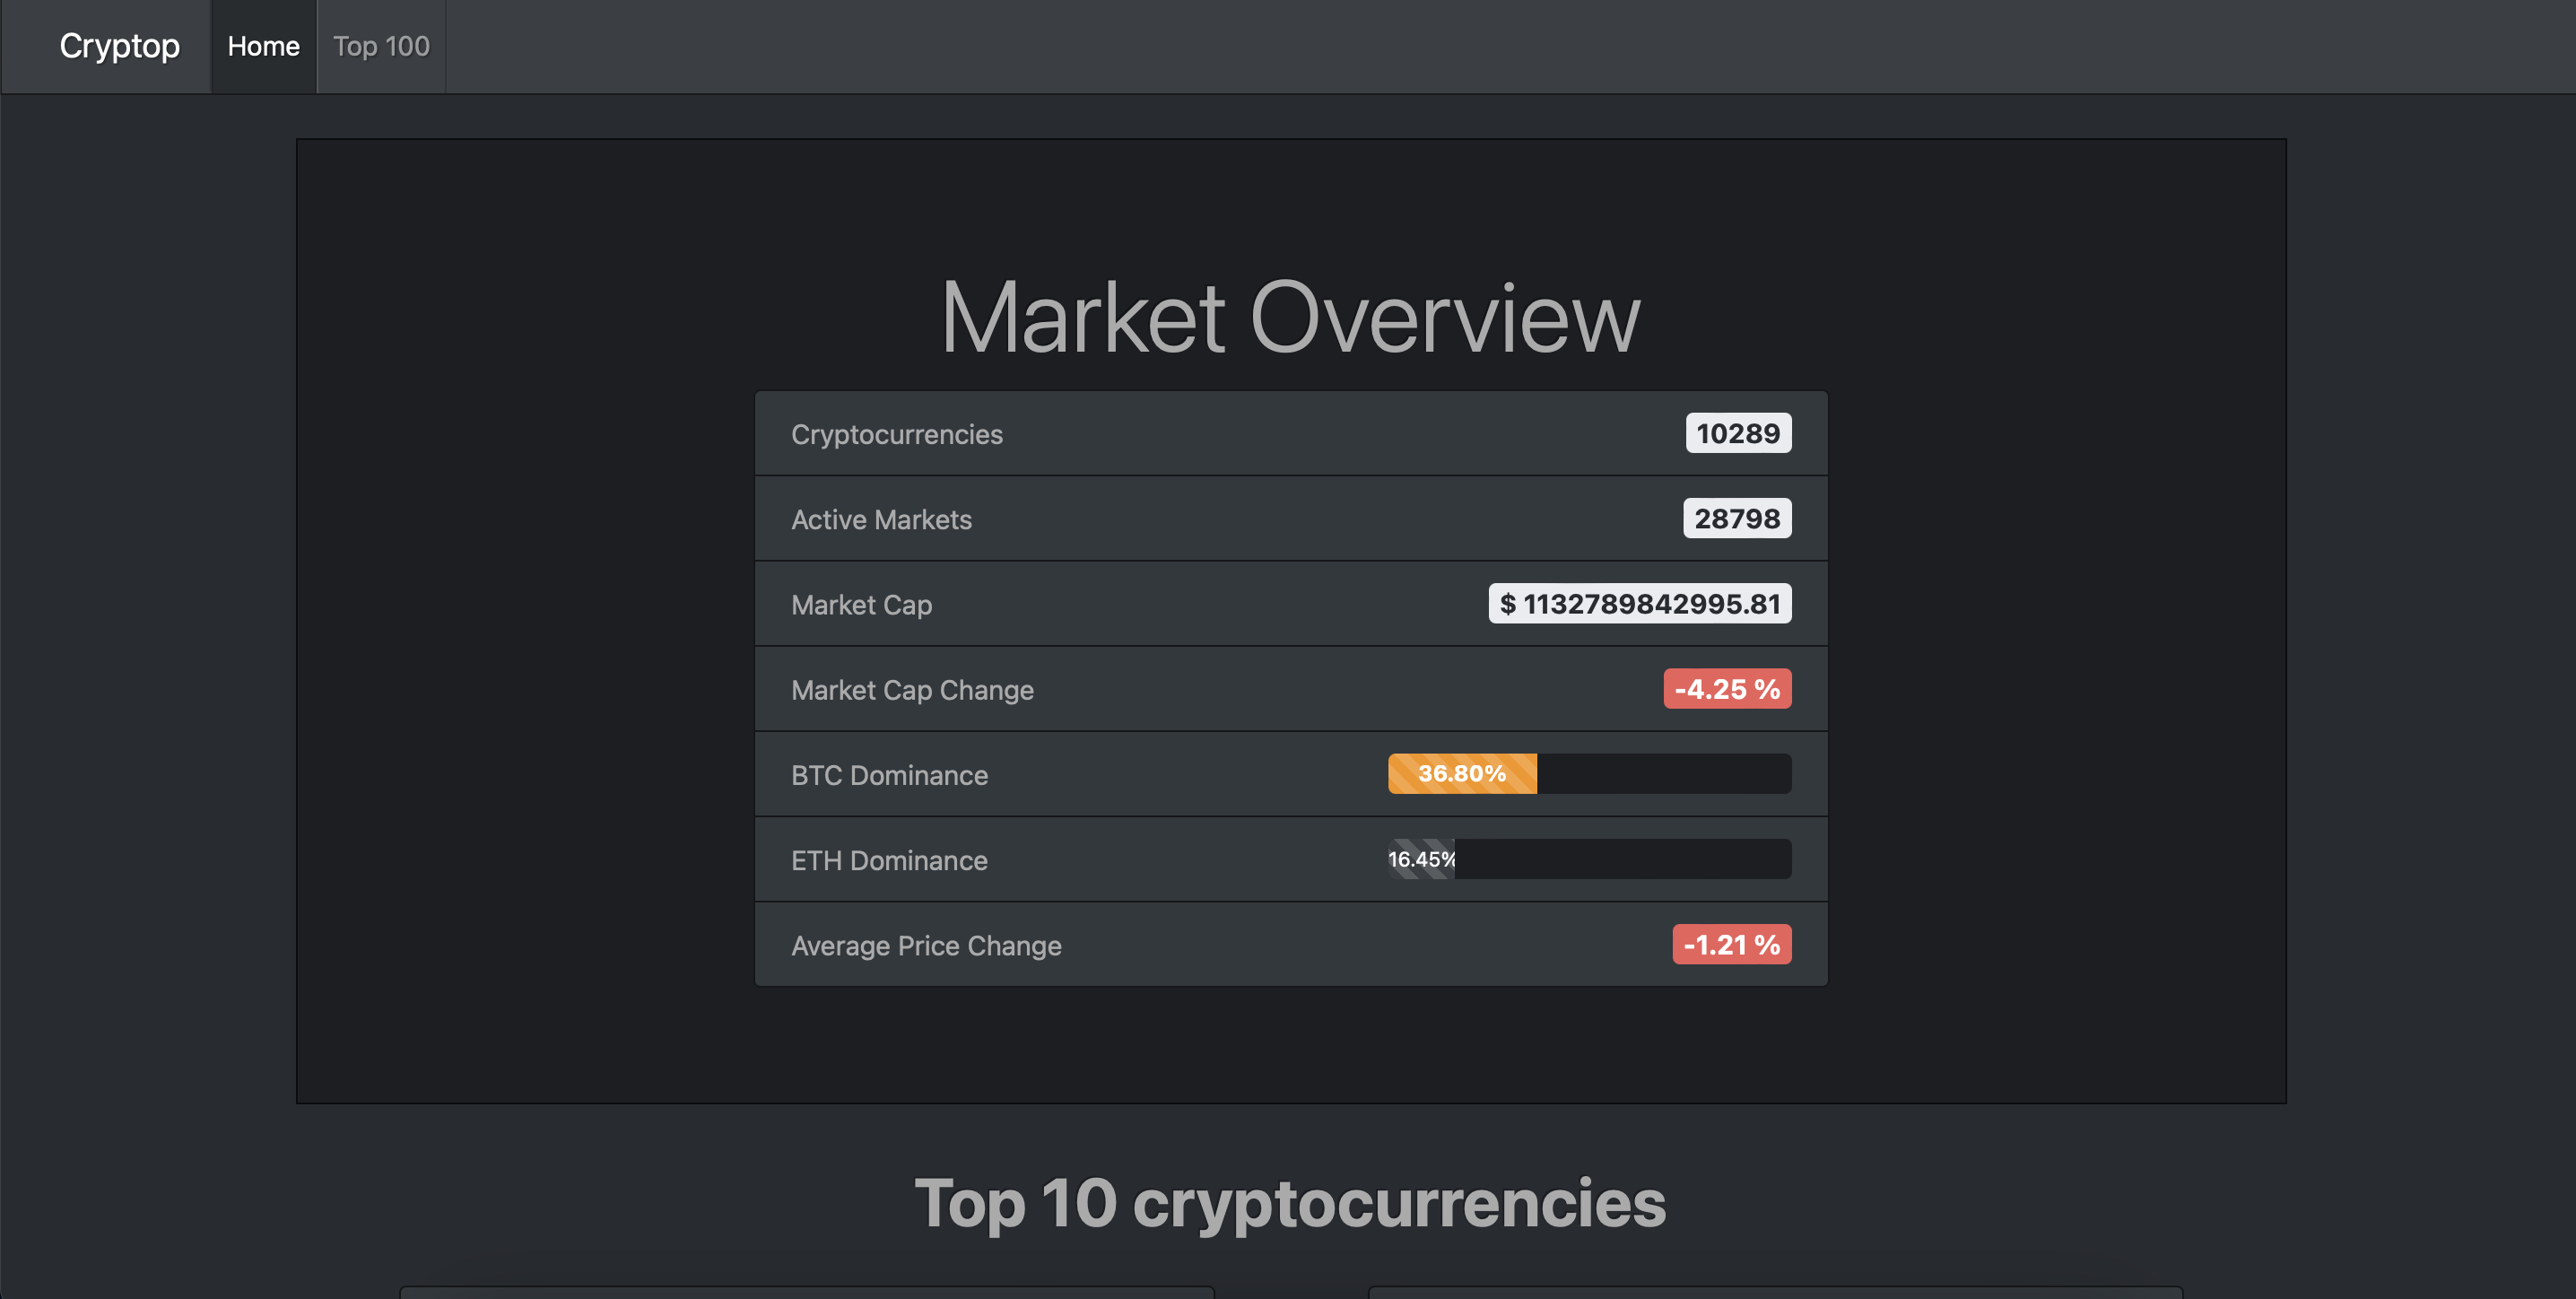 Cryptop Home Top 100
Market Overview
Cryptocurrencies 10289
Active Markets 28798
Market Cap $ 1132789842995.81
Market Cap Change -4.25 %
BTC Dominance 36.80%
ETH Dominance 16.45%
Average Price Change -1.21 %
Top 10 cryptocurrencies